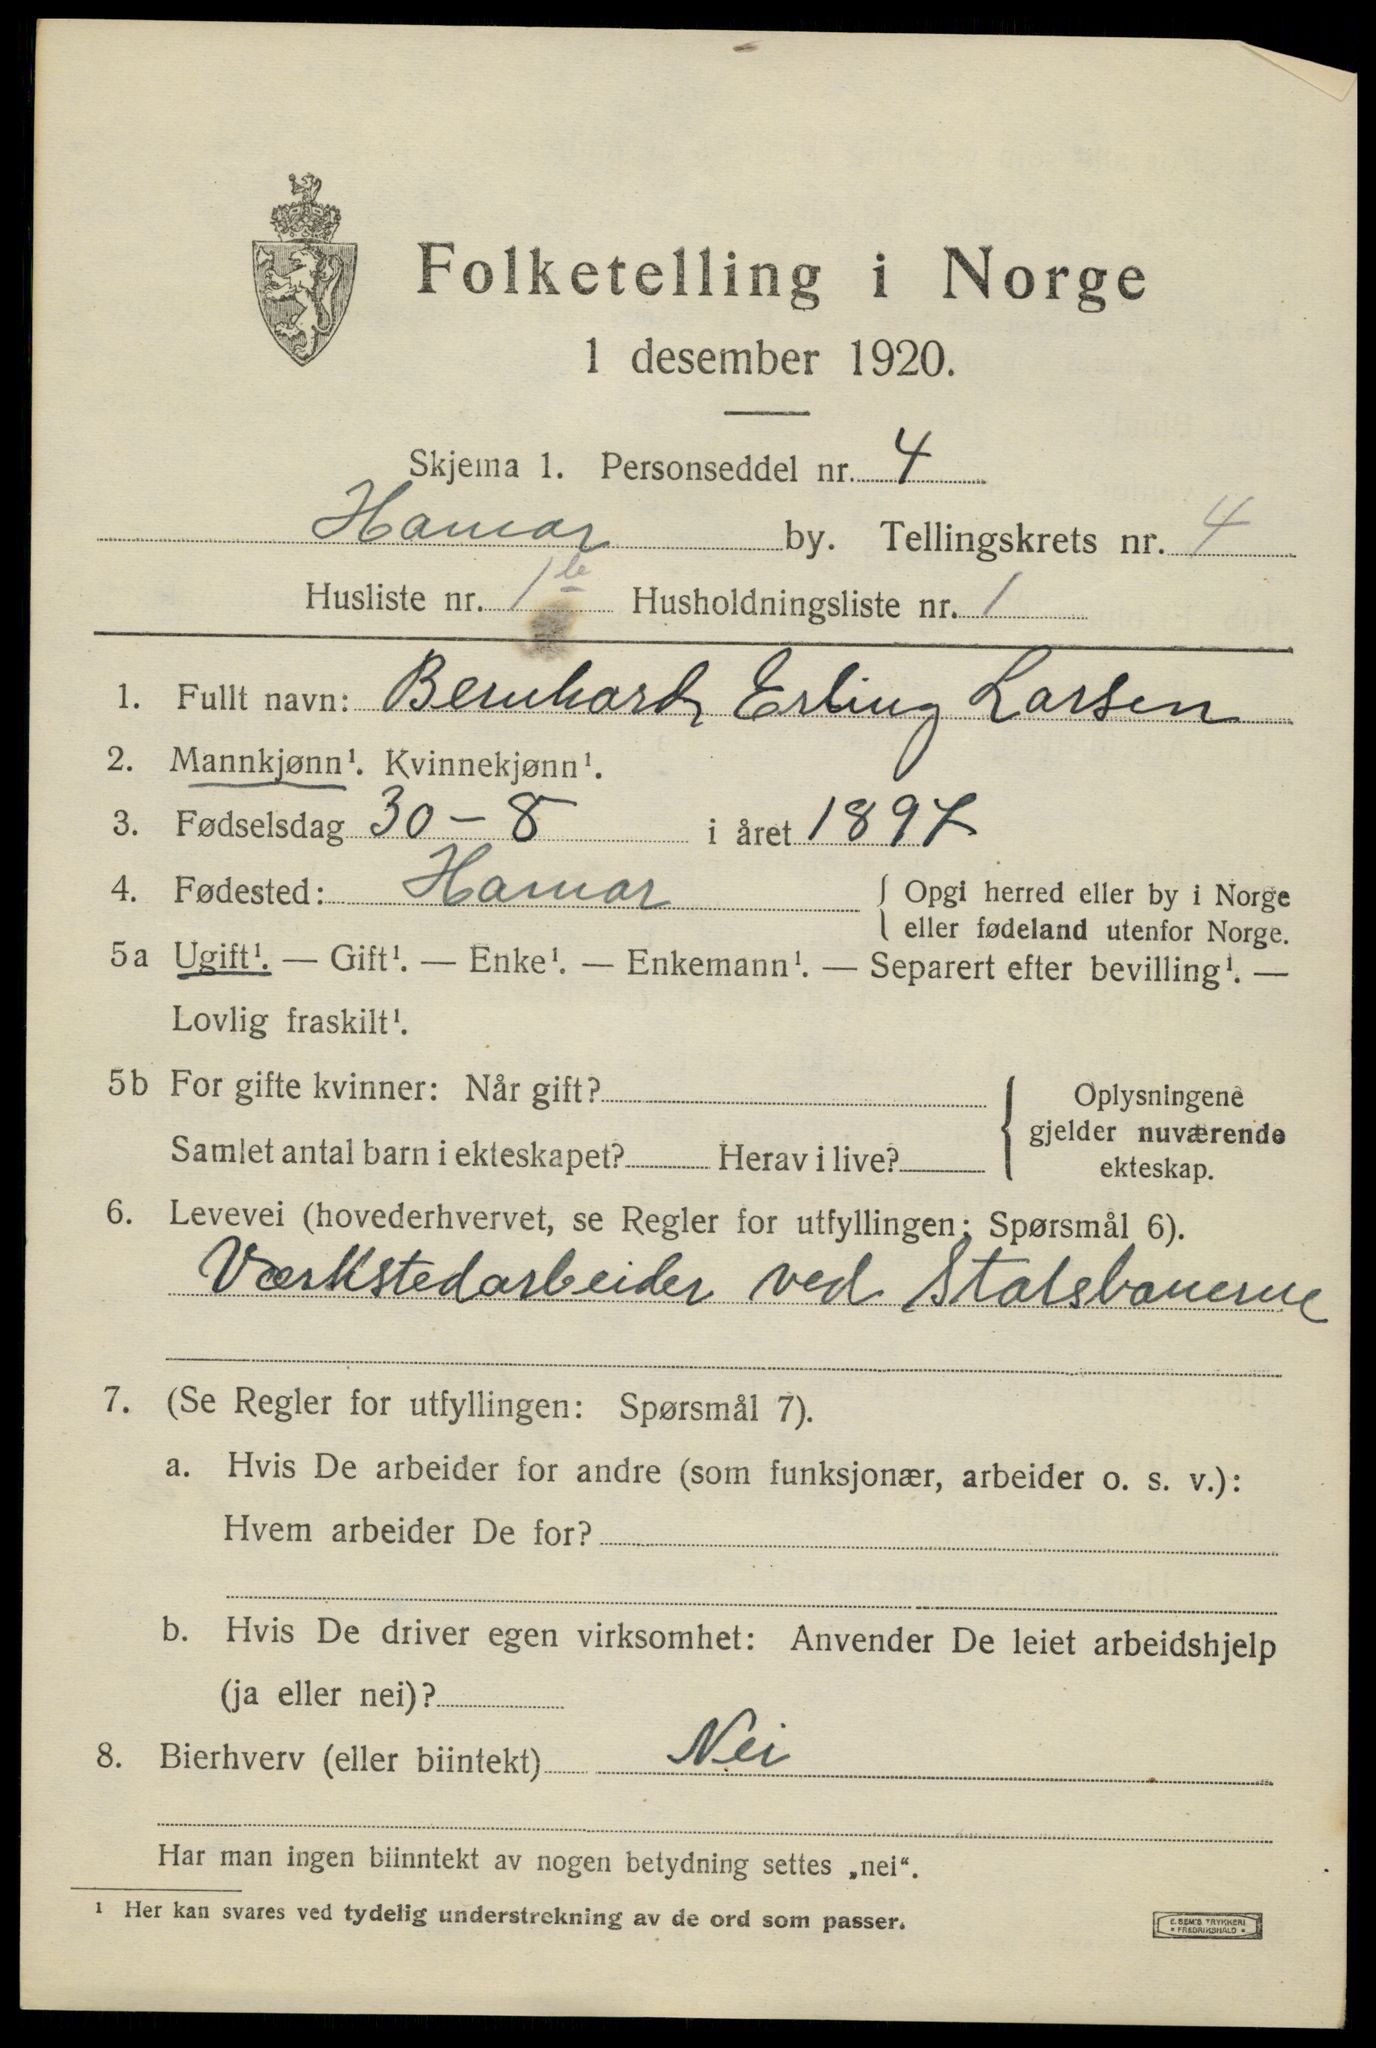 Folketelling i Norge
1 desember 1920.
Skjema 1. Personseddel nr. 4
Hamar by. Tellingskrets nr. 4
Husliste nr. 1b Husholdningsliste nr. 1
1. Fullt navn: Bernhard Erling Larsen
2. Mannkjønn¹. Kvinnekjønn¹.
3. Fødselsdag 30 – 8 i året 1897
4. Fødested: Hamar { Opgi herred eller by i Norge
eller fødeland utenfor Norge.
5a Ugift¹. — Gift¹. — Enke¹. — Enkemann¹. — Separert efter bevilling¹. —
Lovlig fraskilt¹.
5b For gifte kvinner: Når gift?
Samlet antal barn i ekteskapet? Herav i live?
Oplysningene
gjelder nuværende
ekteskap.
6. Levevei (hovederhvervet, se Regler for utfyllingen; Spørsmål 6).
Værkstedarbeider ved Statsbanerne
7. (Se Regler for utfyllingen: Spørsmål 7).
a. Hvis De arbeider for andre (som funksjonær, arbeider o. s. v.):
Hvem arbeider De for?
b. Hvis De driver egen virksomhet: Anvender De leiet arbeidshjelp
(ja eller nei)?
8. Bierhverv (eller biintekt) Nei
Har man ingen biinntekt av nogen betydning settes „nei“.
¹ Her kan svares ved tydelig understrekning av de ord som passer.
E. SEM'S TRYKKERI
• FREDRIKSHALD •